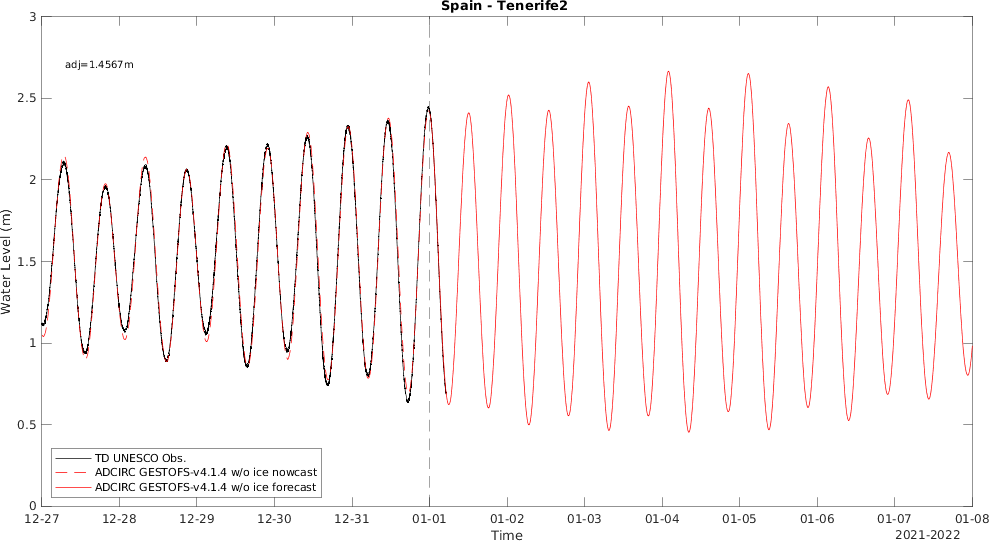 Spain - Tenerife2
adj=1.4567m
Water Level (m)
3
2.5
2
1.5
1
0.5
0
TD UNESCO Obs.
ADCIRC GESTOFS-v4.1.4 w/o ice nowcast
ADCIRC GESTOFS-v4.1.4 w/o ice forecast
12-27 12-28 12-29 12-30 12-31 01-01 01-02 01-03 01-04 01-05 01-06 01-07 01-08
Time
2021-2022